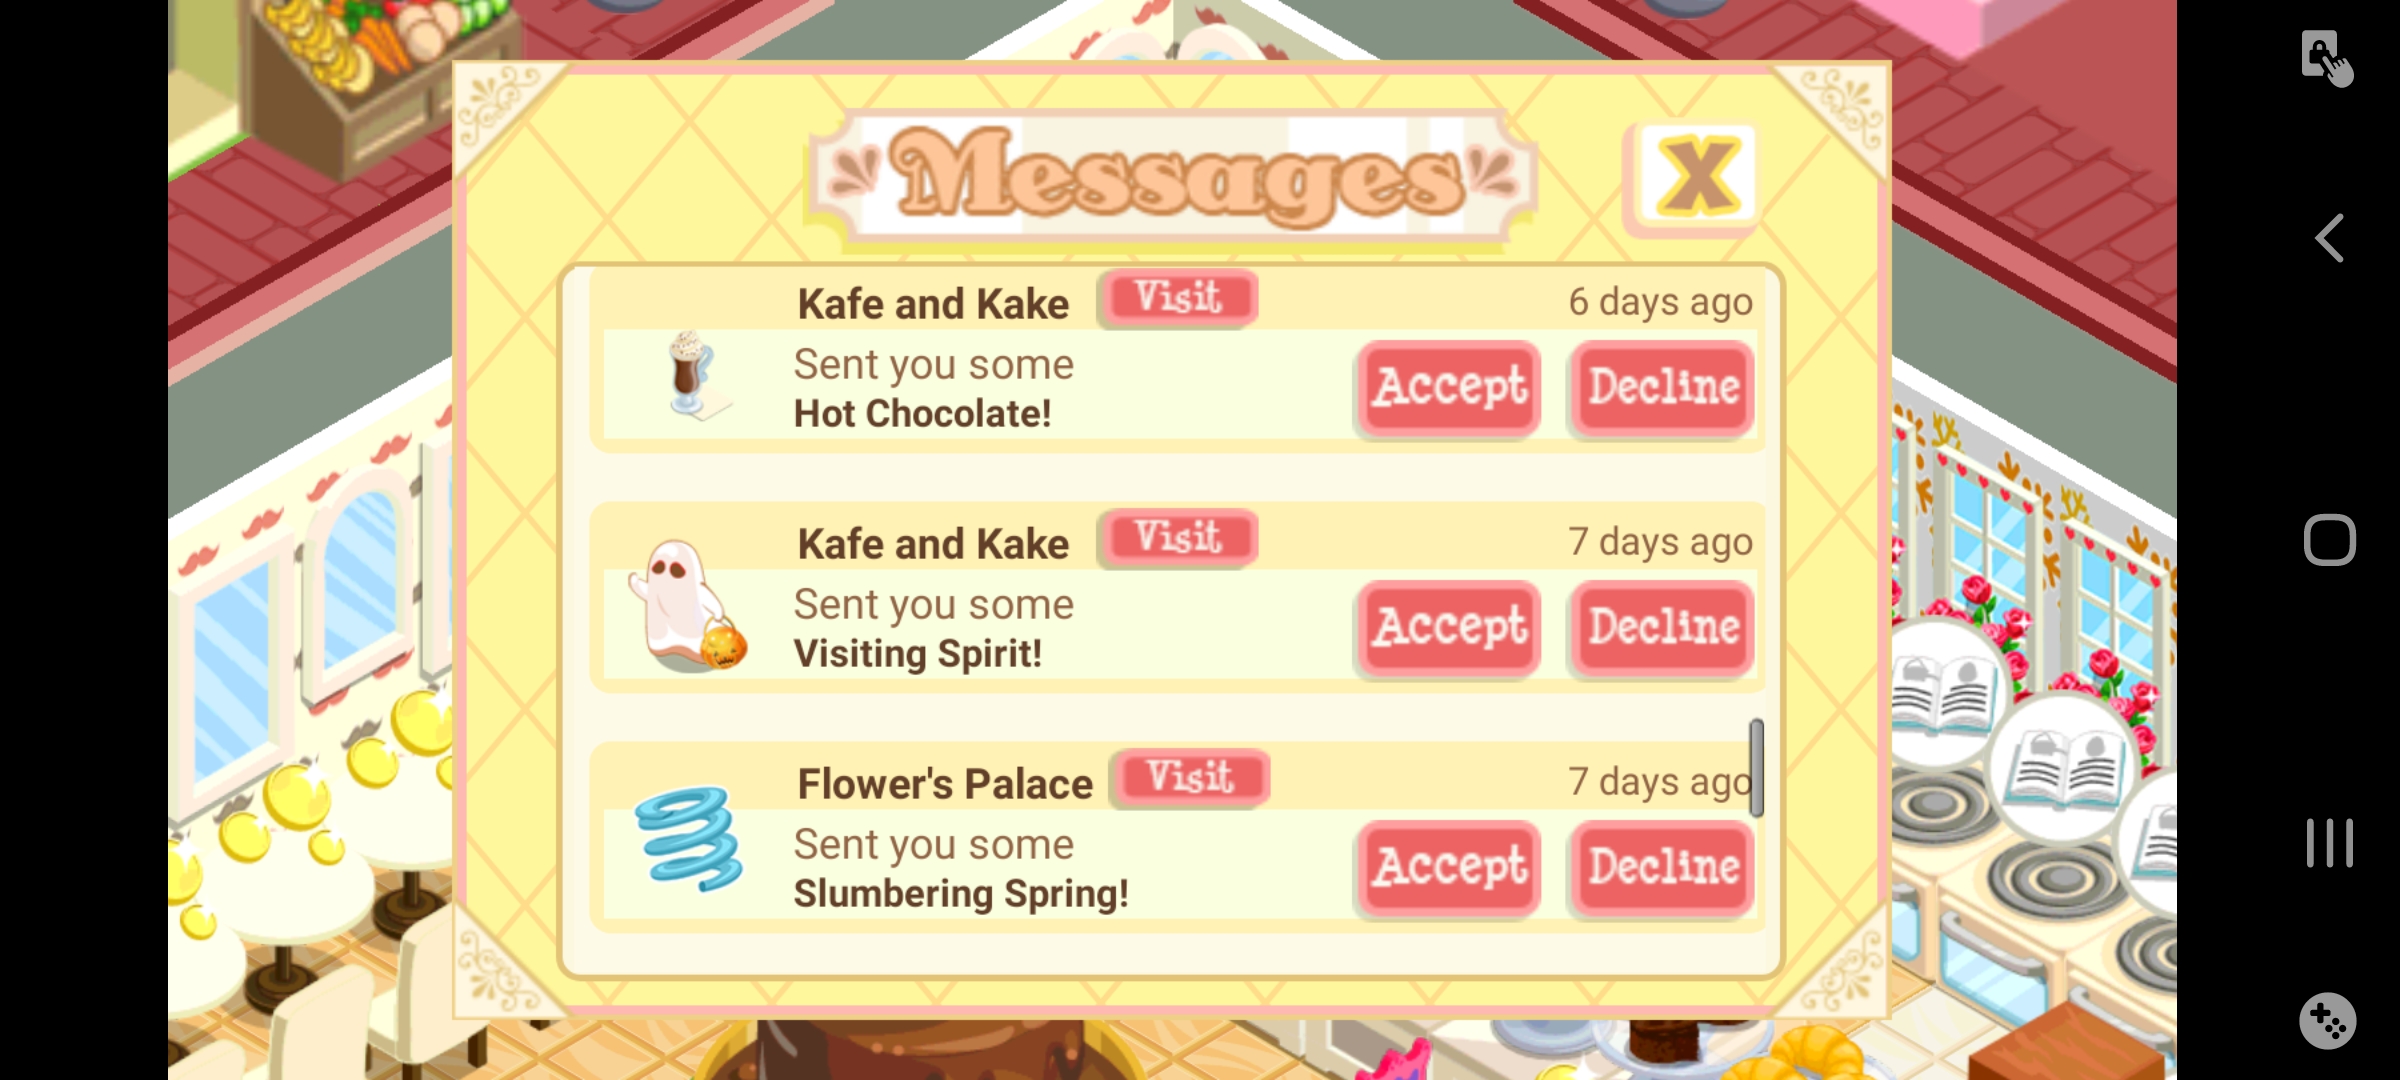 Messages
X
Kafe and Kake Visit 6 days ago
Sent you some
Hot Chocolate!
Accept Decline
Kafe and Kake Visit 7 days ago
Sent you some
Visiting Spirit!
Accept Decline
Flower's Palace Visit 7 days ago
Sent you some
Slumbering Spring!
Accept Decline